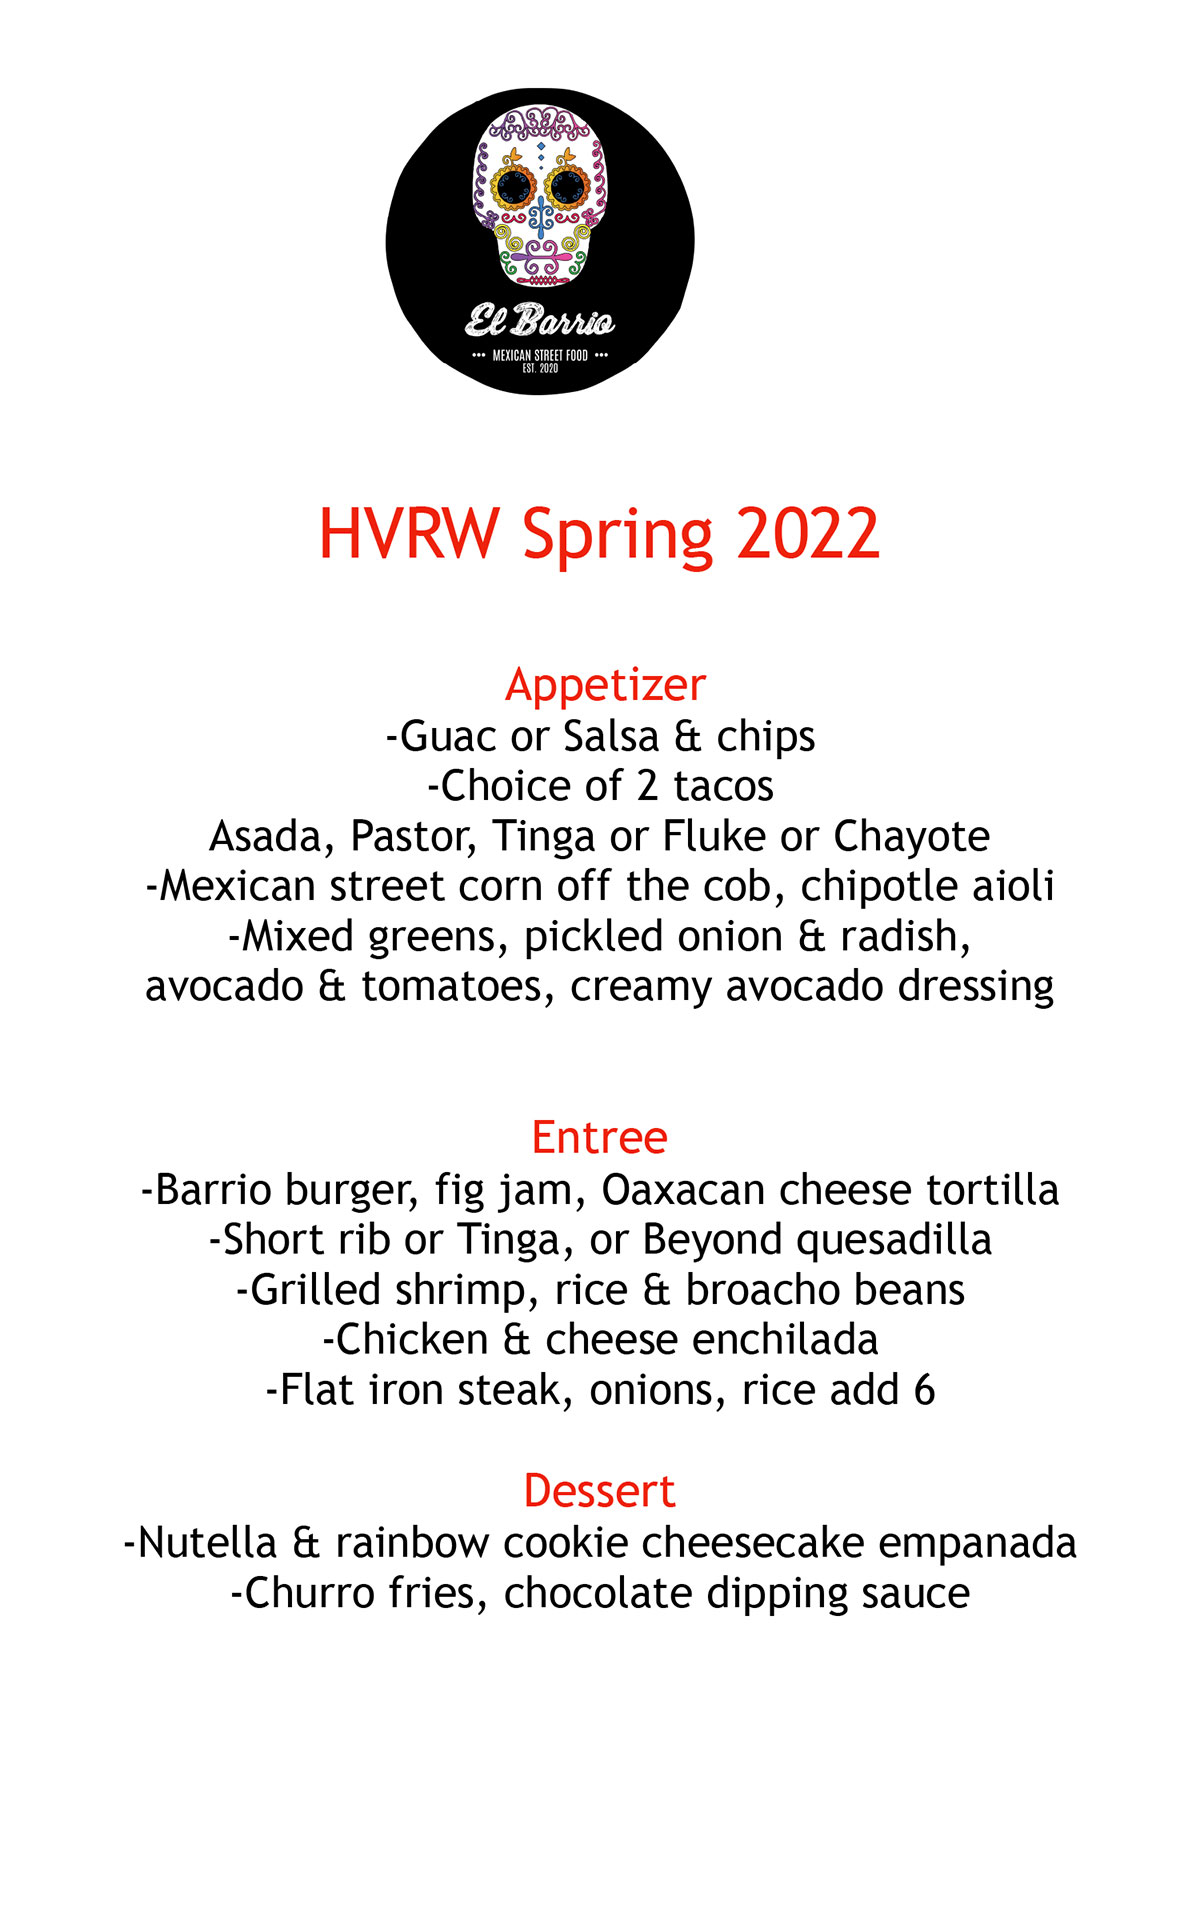 El Barrio
••• MEXICAN STREET FOOD •••
EST. 2020
HVRW Spring 2022
Appetizer
-Guac or Salsa & chips
-Choice of 2 tacos
Asada, Pastor, Tinga or Fluke or Chayote
-Mexican street corn off the cob, chipotle aioli
-Mixed greens, pickled onion & radish,
avocado & tomatoes, creamy avocado dressing
Entree
-Barrio burger, fig jam, Oaxacan cheese tortilla
-Short rib or Tinga, or Beyond quesadilla
-Grilled shrimp, rice & broacho beans
-Chicken & cheese enchilada
-Flat iron steak, onions, rice add 6
Dessert
-Nutella & rainbow cookie cheesecake empanada
-Churro fries, chocolate dipping sauce